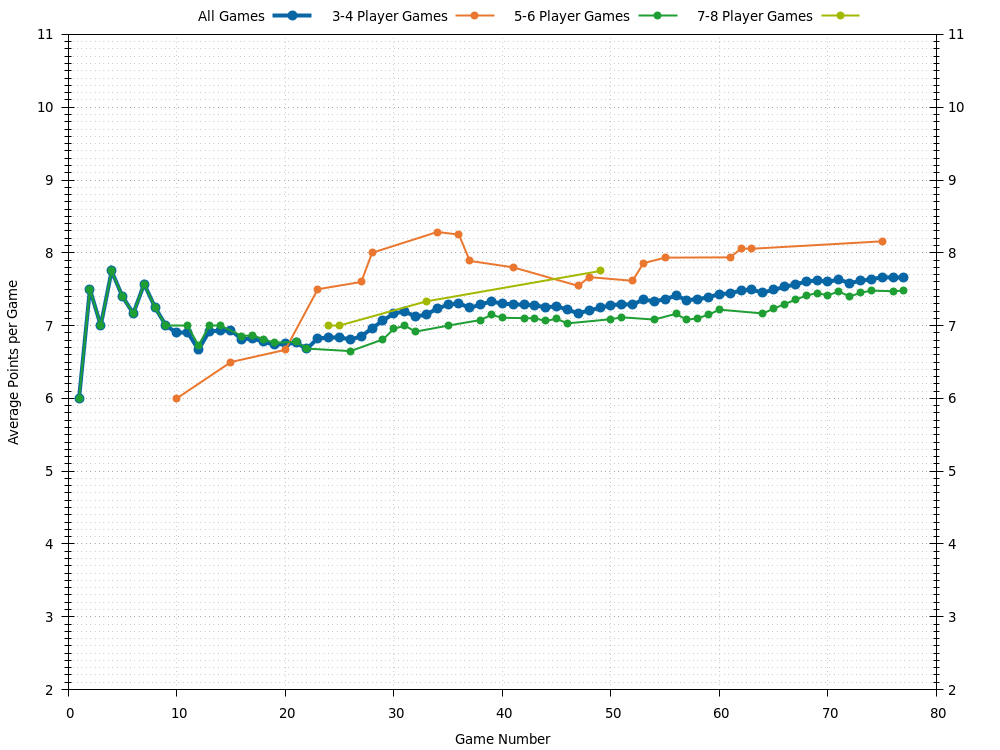 All Games 3-4 Player Games 5-6 Player Games 7-8 Player Games
11 11
10 10
9 9
8 8
7 7
6 6
5 5
4 4
3 3
2 2
0 10 20 30 40 50 60 70 80
Average Points per Game
Game Number